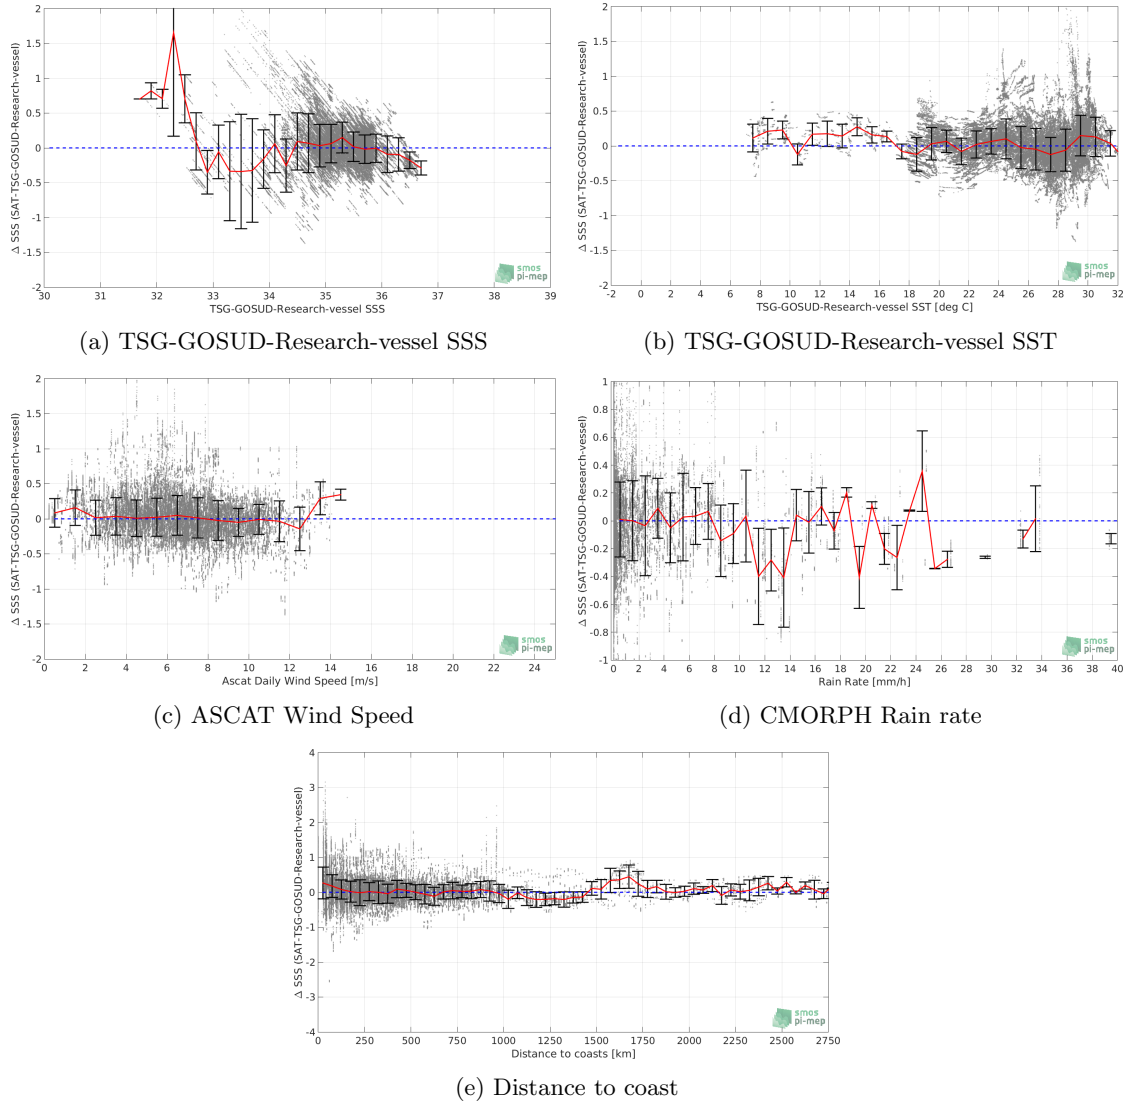 2
1.5
1
0.5
0
-0.5
-1
-1.5
-2
Δ SSS (SAT-TSG-GOSUD-Research-vessel)
30 31 32 33 34 35 36 37 38 39
TSG-GOSUD-Research-vessel SSS
smos
pi-mep
(a) TSG-GOSUD-Research-vessel SSS
2
1.5
1
0.5
0
-0.5
-1
-1.5
-2
Δ SSS (SAT-TSG-GOSUD-Research-vessel)
-2 0 2 4 6 8 10 12 14 16 18 20 22 24 26 28 30 32
TSG-GOSUD-Research-vessel SST [deg C]
smos
pi-mep
(b) TSG-GOSUD-Research-vessel SST
2
1.5
1
0.5
0
-0.5
-1
-1.5
-2
Δ SSS (SAT-TSG-GOSUD-Research-vessel)
0 2 4 6 8 10 12 14 16 18 20 22 24
Ascat Daily Wind Speed [m/s]
smos
pi-mep
(c) ASCAT Wind Speed
1
0.8
0.6
0.4
0.2
0
-0.2
-0.4
-0.6
-0.8
-1
Δ SSS (SAT-TSG-GOSUD-Research-vessel)
0 2 4 6 8 10 12 14 16 18 20 22 24 26 28 30 32 34 36 38 40
Rain Rate [mm/h]
smos
pi-mep
(d) CMORPH Rain rate
4
3
2
1
0
-1
-2
-3
-4
Δ SSS (SAT-TSG-GOSUD-Research-vessel)
0 250 500 750 1000 1250 1500 1750 2000 2250 2500 2750
Distance to coasts [km]
smos
pi-mep
(e) Distance to coast